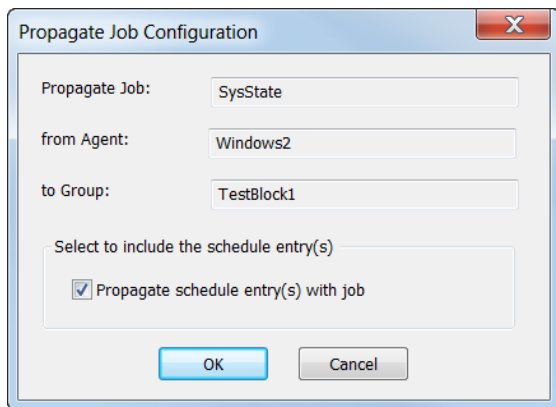 Propagate Job Configuration
Propagate Job: SysState
from Agent: Windows2
to Group: TestBlock1
Select to include the schedule entry(s)
Propagate schedule entry(s) with job
OK Cancel